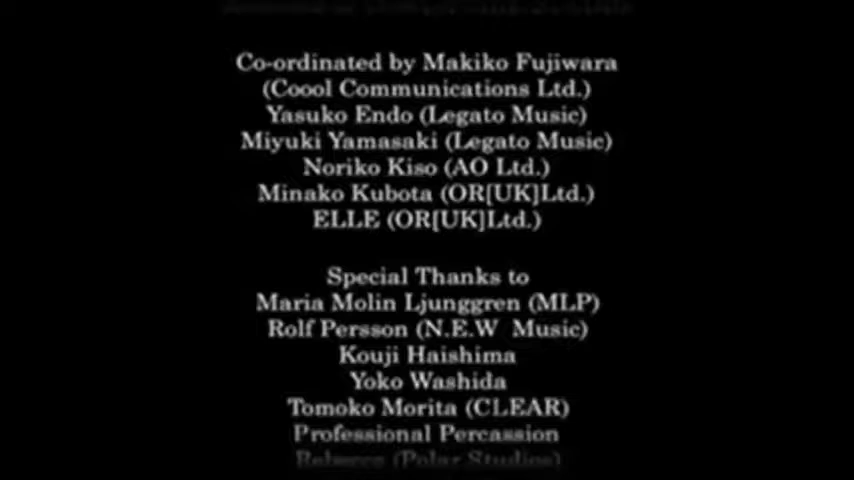 Co-ordinated by Makiko Fujiwara
(Coool Communications Ltd.)
Yasuko Endo (Legato Music)
Miyuki Yamasaki (Legato Music)
Noriko Kiso (AO Ltd.)
Minako Kubota (OR[UK]Ltd.)
ELLE (OR[UK]Ltd.)
Special Thanks to
Maria Molin Ljunggren (MLP)
Rolf Persson (N.E.W Music)
Kouji Haishima
Yoko Washida
Tomoko Morita (CLEAR)
Professional Percassion
(Polar Studios)